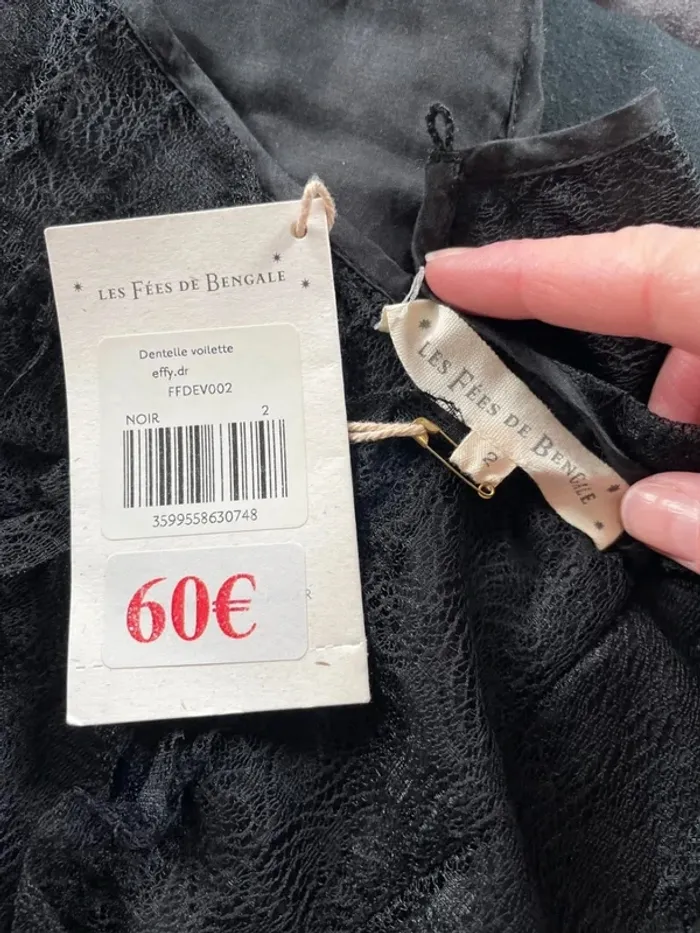 LES FÉES DE BENGALE
Dentelle voilette
effy.dr
FFDEV002
NOIR 2
3599558630748
60€
R
LES FÉES DE BENGALE
2